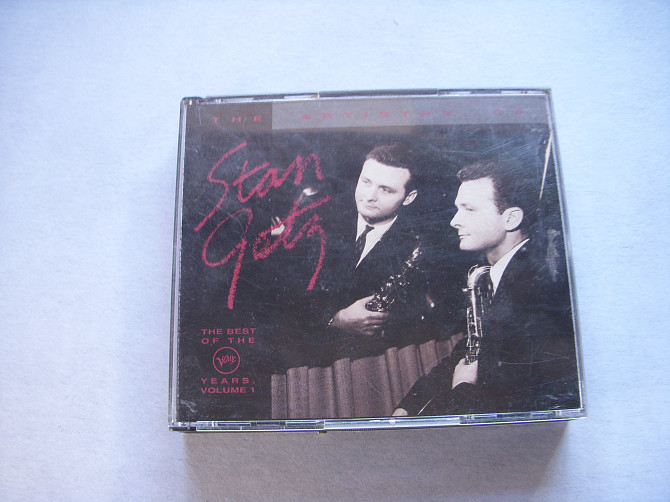 THE ARTISTRY OF
Stan
Getz
THE BEST
OF THE
Verve
YEARS,
VOLUME 1